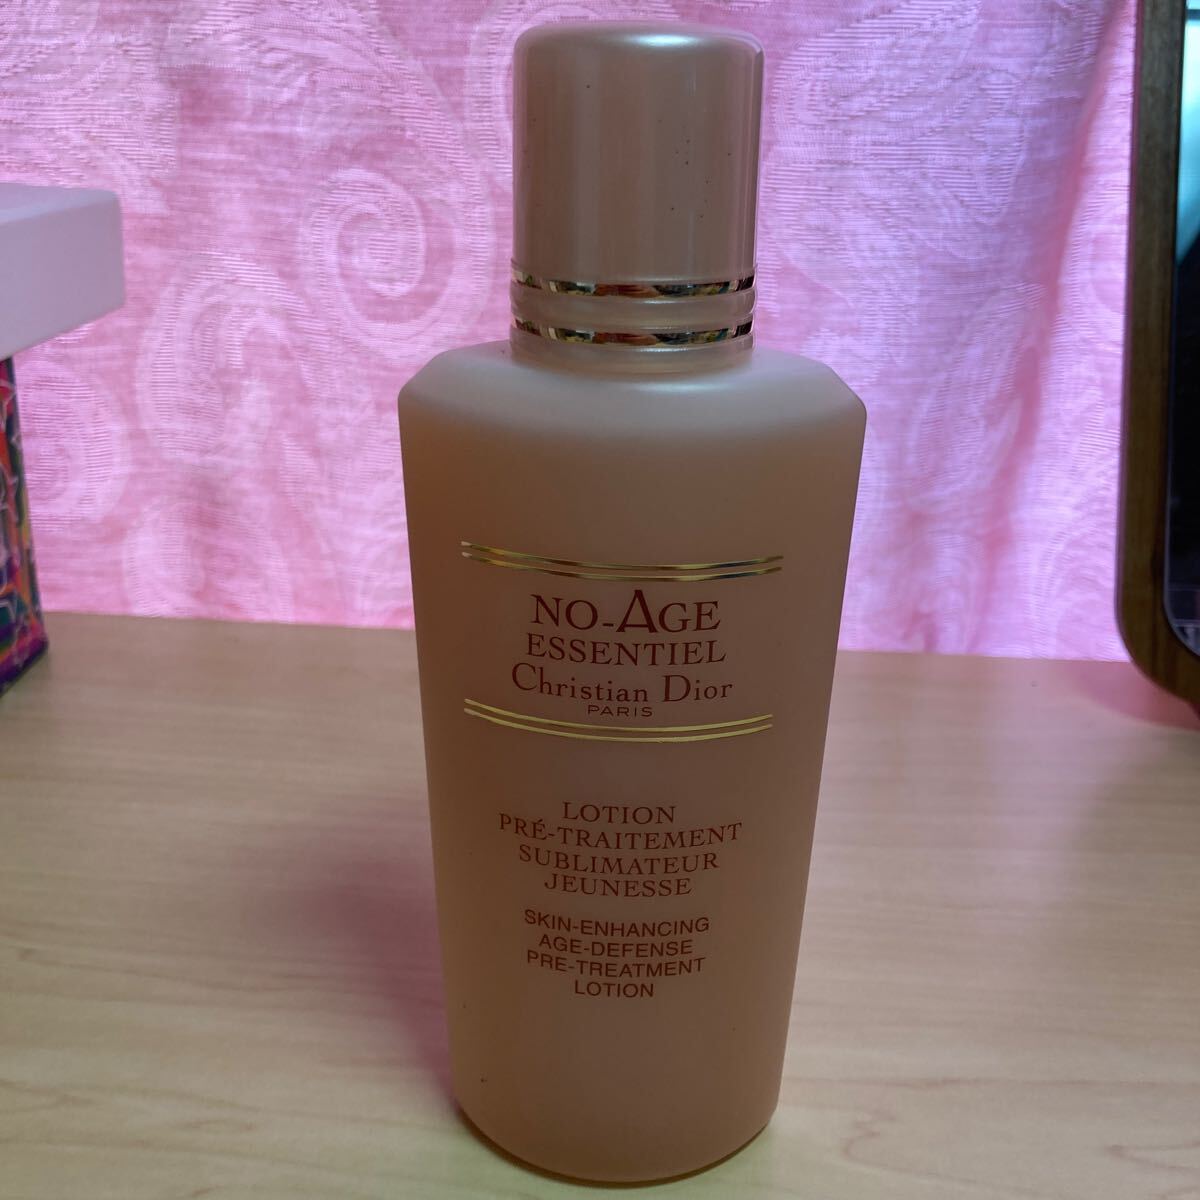 NO-AGE
ESSENTIEL
Christian Dior
PARIS
LOTION
PRÉ-TRAITEMENT
SUBLIMATEUR
JEUNESSE
SKIN-ENHANCING
AGE-DEFENSE
PRE-TREATMENT
LOTION